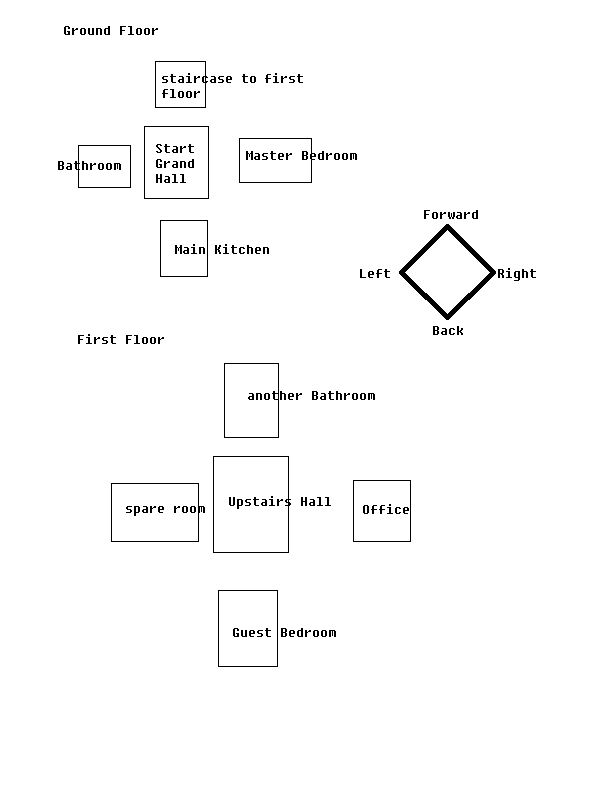 Ground Floor
staircase to first
floor
Start
Grand
Hall
Bathroom
Master Bedroom
Main Kitchen
Forward
Left
Right
Back
First Floor
another Bathroom
spare room
Upstairs Hall
Office
Guest Bedroom